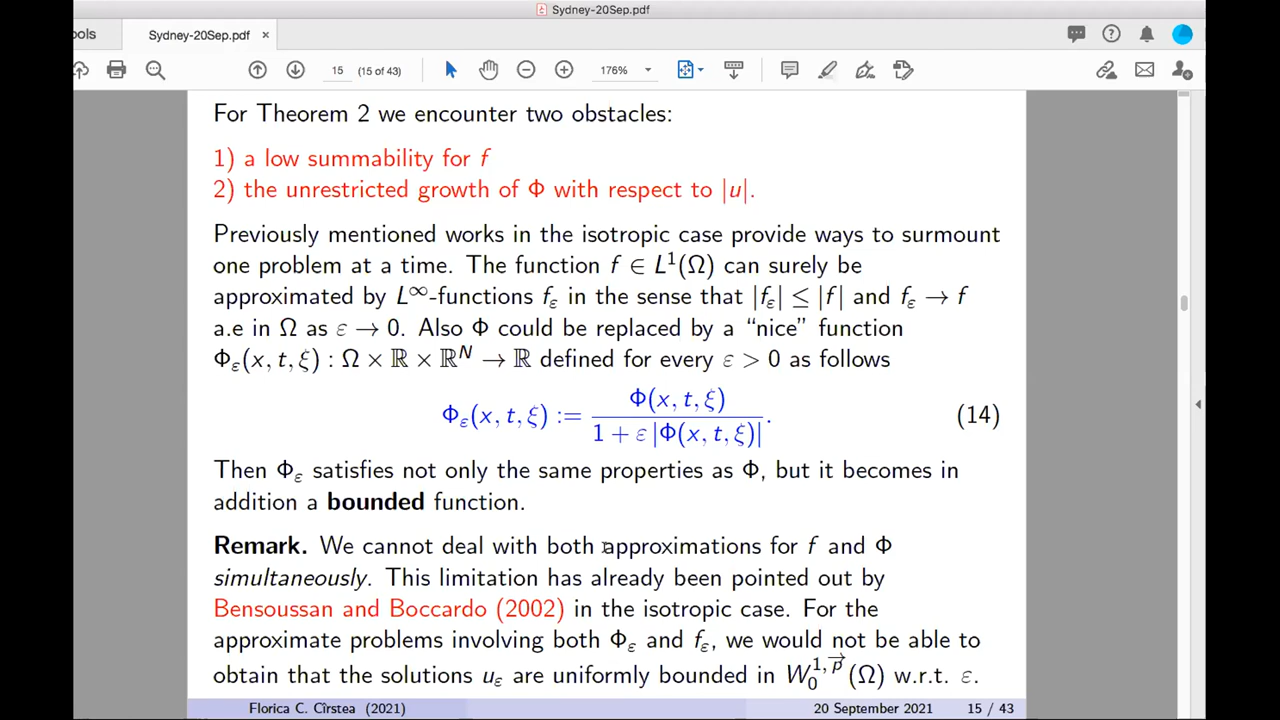 Sydney-20Sep.pdf
ols
Sydney-20Sep.pdf ×
15 (15 of 43) 176%
For Theorem 2 we encounter two obstacles:
1) a low summability for f
2) the unrestricted growth of Φ with respect to |u|.
Previously mentioned works in the isotropic case provide ways to surmount
one problem at a time. The function f ∈ L¹(Ω) can surely be
approximated by L^∞-functions f_ε in the sense that |f_ε| ≤ |f| and f_ε → f
a.e in Ω as ε → 0. Also Φ could be replaced by a “nice” function
Φ_ε(x, t, ξ) : Ω × ℝ × ℝ^N → ℝ defined for every ε > 0 as follows
Φ_ε(x, t, ξ) := Φ(x, t, ξ) / (1 + ε |Φ(x, t, ξ)|). (14)
Then Φ_ε satisfies not only the same properties as Φ, but it becomes in
addition a bounded function.
Remark. We cannot deal with both approximations for f and Φ
simultaneously. This limitation has already been pointed out by
Bensoussan and Boccardo (2002) in the isotropic case. For the
approximate problems involving both Φ_ε and f_ε, we would not be able to
obtain that the solutions u_ε are uniformly bounded in W_0^{1,p⃗}(Ω) w.r.t. ε.
Florica C. Cîrstea (2021) 20 September 2021 15 / 43